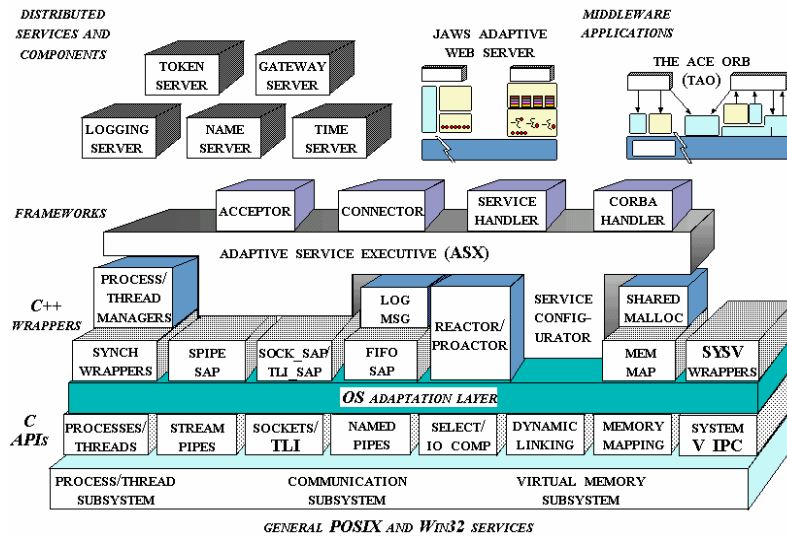 DISTRIBUTED
SERVICES AND
COMPONENTS
JAWS ADAPTIVE
WEB SERVER
MIDDLEWARE
APPLICATIONS
TOKEN
SERVER
GATEWAY
SERVER
THE ACE ORB
(TAO)
LOGGING
SERVER
NAME
SERVER
TIME
SERVER
FRAMEWORKS
ACCEPTOR
CONNECTOR
SERVICE
HANDLER
CORBA
HANDLER
ADAPTIVE SERVICE EXECUTIVE (ASX)
C++
WRAPPERS
PROCESS/
THREAD
MANAGERS
LOG
MSG
REACTOR/
PROACTOR
SERVICE
CONFIG-
URATOR
SHARED
MALLOC
SYNCH
WRAPPERS
SPIPE
SAP
SOCK_SAP/
TLI_SAP
FIFO
SAP
MEM
MAP
SYSV
WRAPPERS
OS ADAPTATION LAYER
C
APIS
PROCESSES/
THREADS
STREAM
PIPES
SOCKETS/
TLI
NAMED
PIPES
SELECT/
IO COMP
DYNAMIC
LINKING
MEMORY
MAPPING
SYSTEM
V IPC
PROCESS/THREAD
SUBSYSTEM
COMMUNICATION
SUBSYSTEM
VIRTUAL MEMORY
SUBSYSTEM
GENERAL POSIX AND WIN32 SERVICES